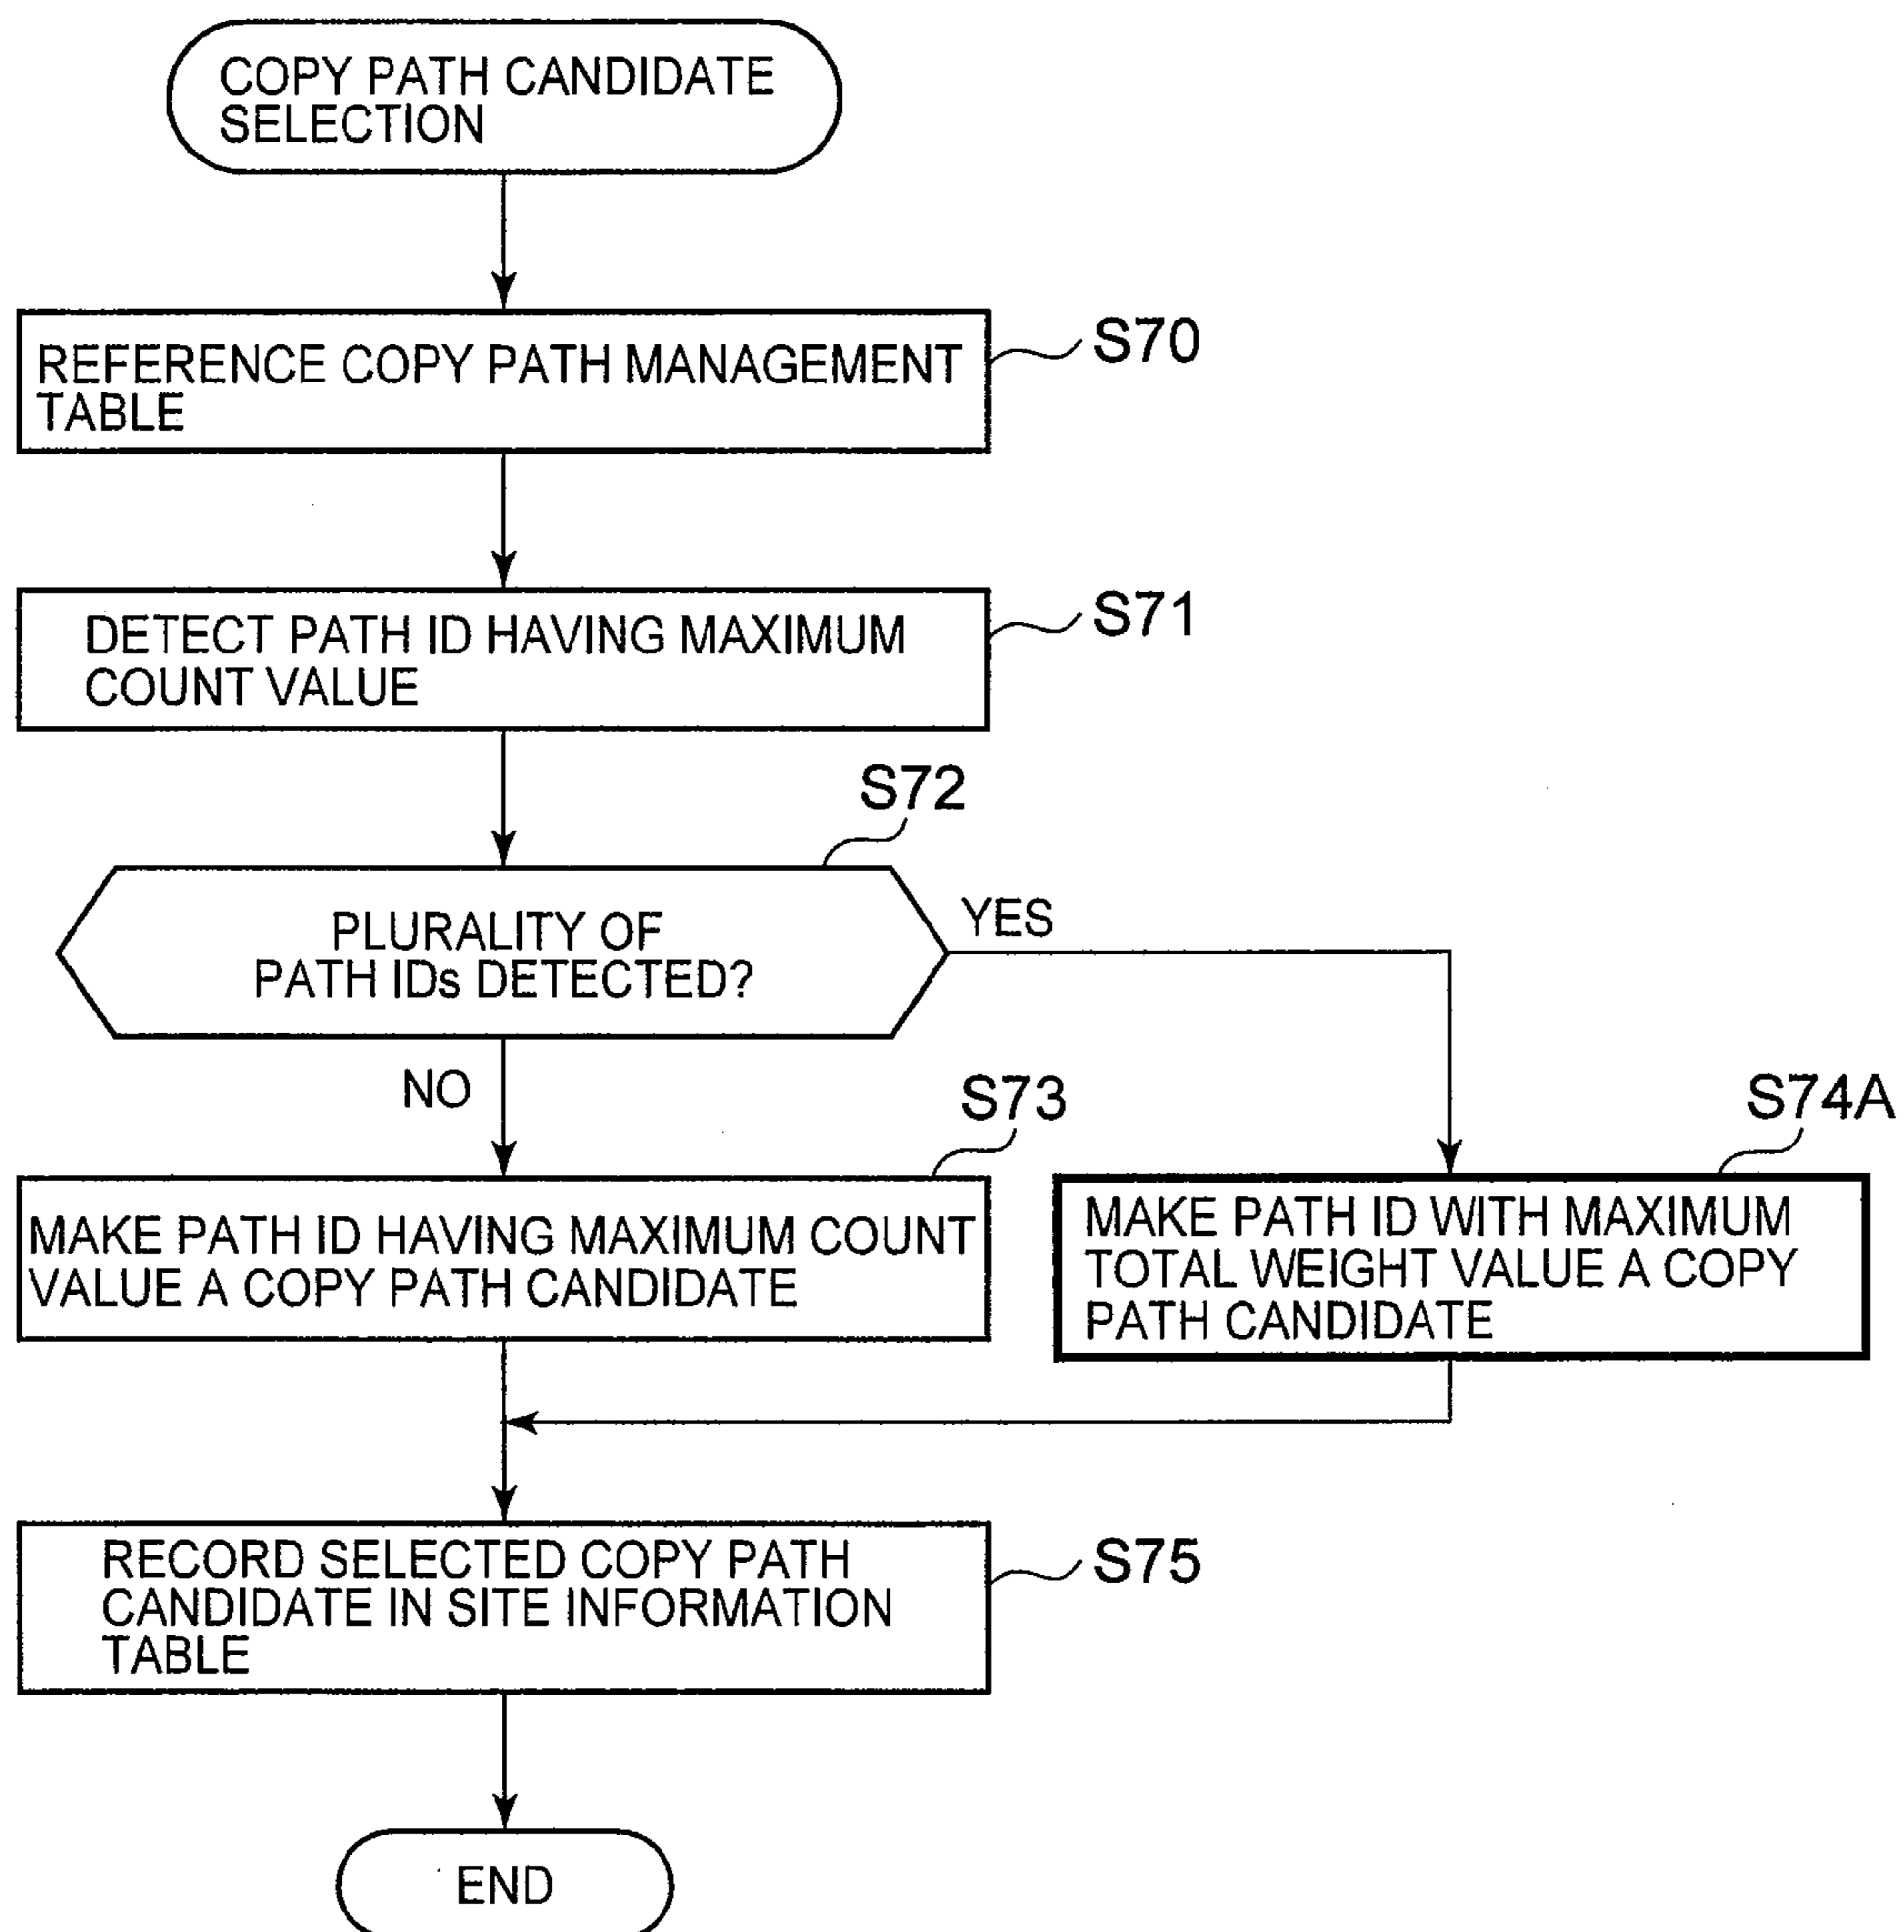 COPY PATH CANDIDATE
SELECTION
REFERENCE COPY PATH MANAGEMENT
TABLE
S70
DETECT PATH ID HAVING MAXIMUM
COUNT VALUE
S71
S72
PLURALITY OF
PATH IDs DETECTED?
YES
NO
S73
MAKE PATH ID HAVING MAXIMUM COUNT
VALUE A COPY PATH CANDIDATE
S74A
MAKE PATH ID WITH MAXIMUM
TOTAL WEIGHT VALUE A COPY
PATH CANDIDATE
RECORD SELECTED COPY PATH
CANDIDATE IN SITE INFORMATION
TABLE
S75
END